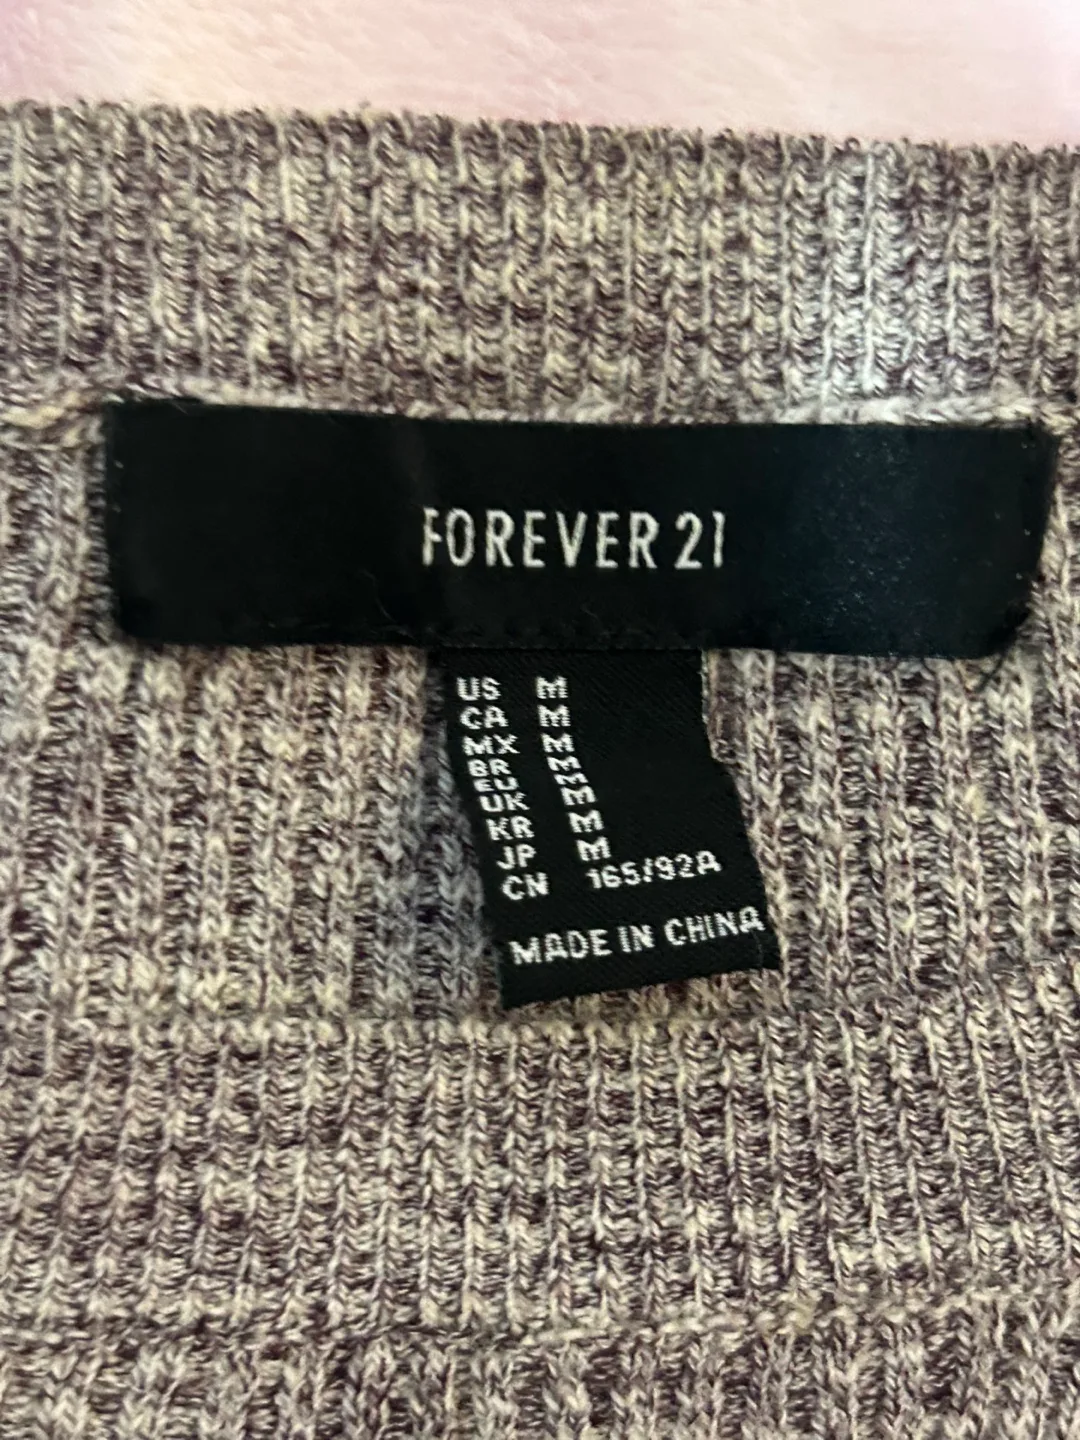 FOREVER 21
US M
CA M
MX M
BR M
EU M
UK M
KR M
JP M
CN 165/92A
MADE IN CHINA